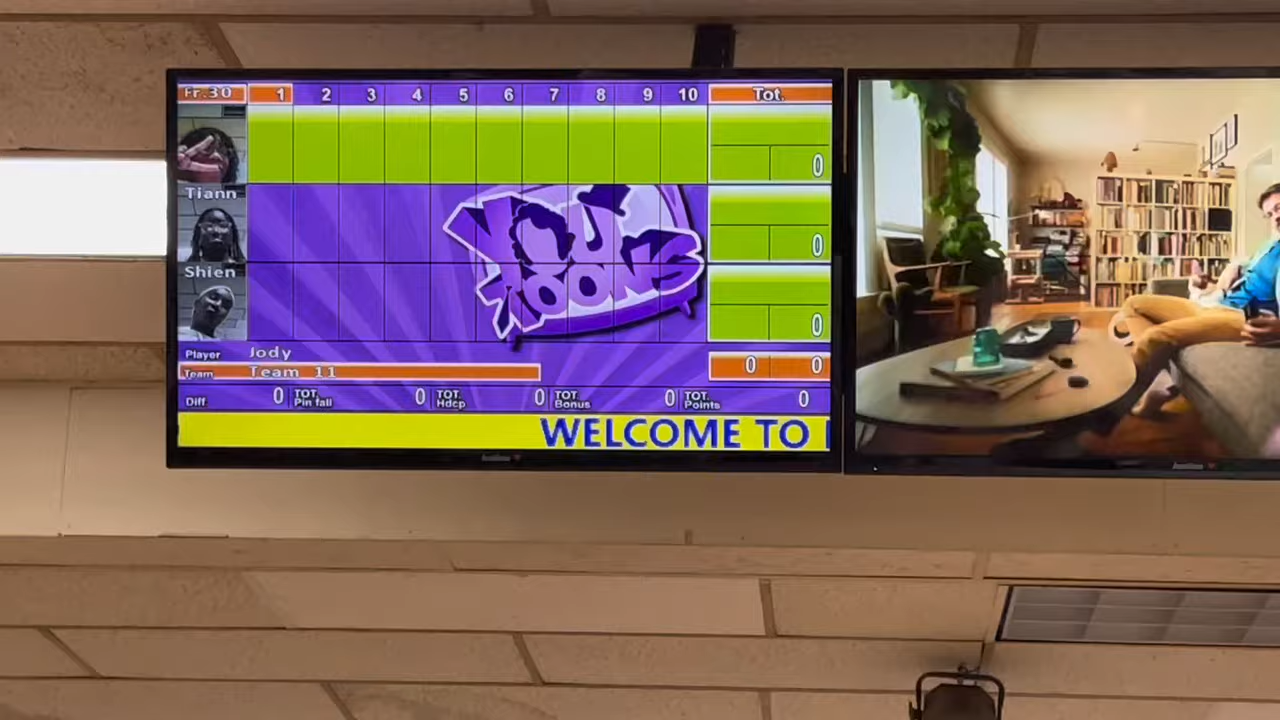 Fr.30 1 2 3 4 5 6 7 8 9 10 Tot.
0
Tiann
0
Shien
0
YOU TOONS
Player Jody
Team Team 11 0 0
Diff. 0 TOT. Pin fall 0 TOT. Hdcp 0 TOT. Bonus 0 TOT. Points 0
WELCOME TO